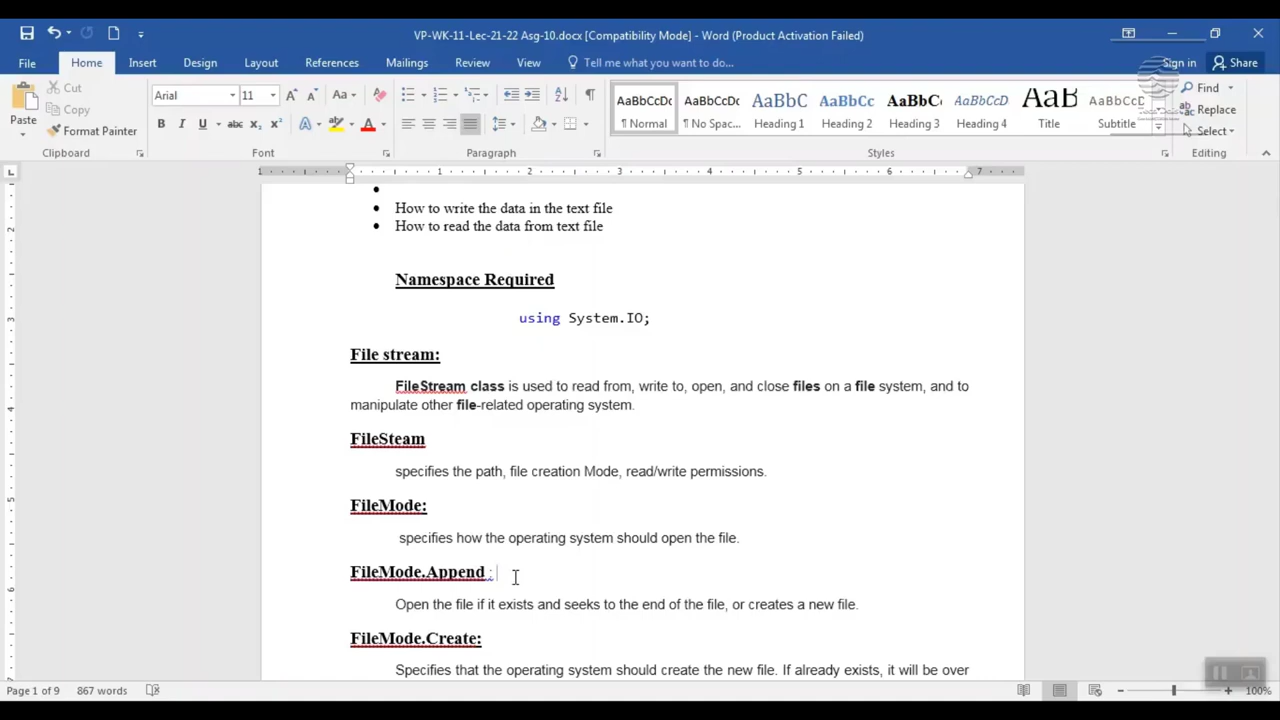 VP-WK-11-Lec-21-22 Asg-10.docx [Compatibility Mode] - Word (Product Activation Failed)
File Home Insert Design Layout References Mailings Review View Tell me what you want to do... Sign in Share
Paste
Cut
Copy
Format Painter
Clipboard
Arial 11
Font
Paragraph
AaBbCcDc AaBbCcDc AaBbC AaBbCc AaBbC AaBbCcD AaB AaBbCcD
¶ Normal ¶ No Spac... Heading 1 Heading 2 Heading 3 Heading 4 Title Subtitle
Styles
Find
Replace
Select
Editing
How to write the data in the text file
How to read the data from text file
Namespace Required
using System.IO;
File stream:
FileStream class is used to read from, write to, open, and close files on a file system, and to
manipulate other file-related operating system.
FileSteam
specifies the path, file creation Mode, read/write permissions.
FileMode:
specifies how the operating system should open the file.
FileMode.Append :
Open the file if it exists and seeks to the end of the file, or creates a new file.
FileMode.Create:
Specifies that the operating system should create the new file. If already exists, it will be over
Page 1 of 9 867 words 100%